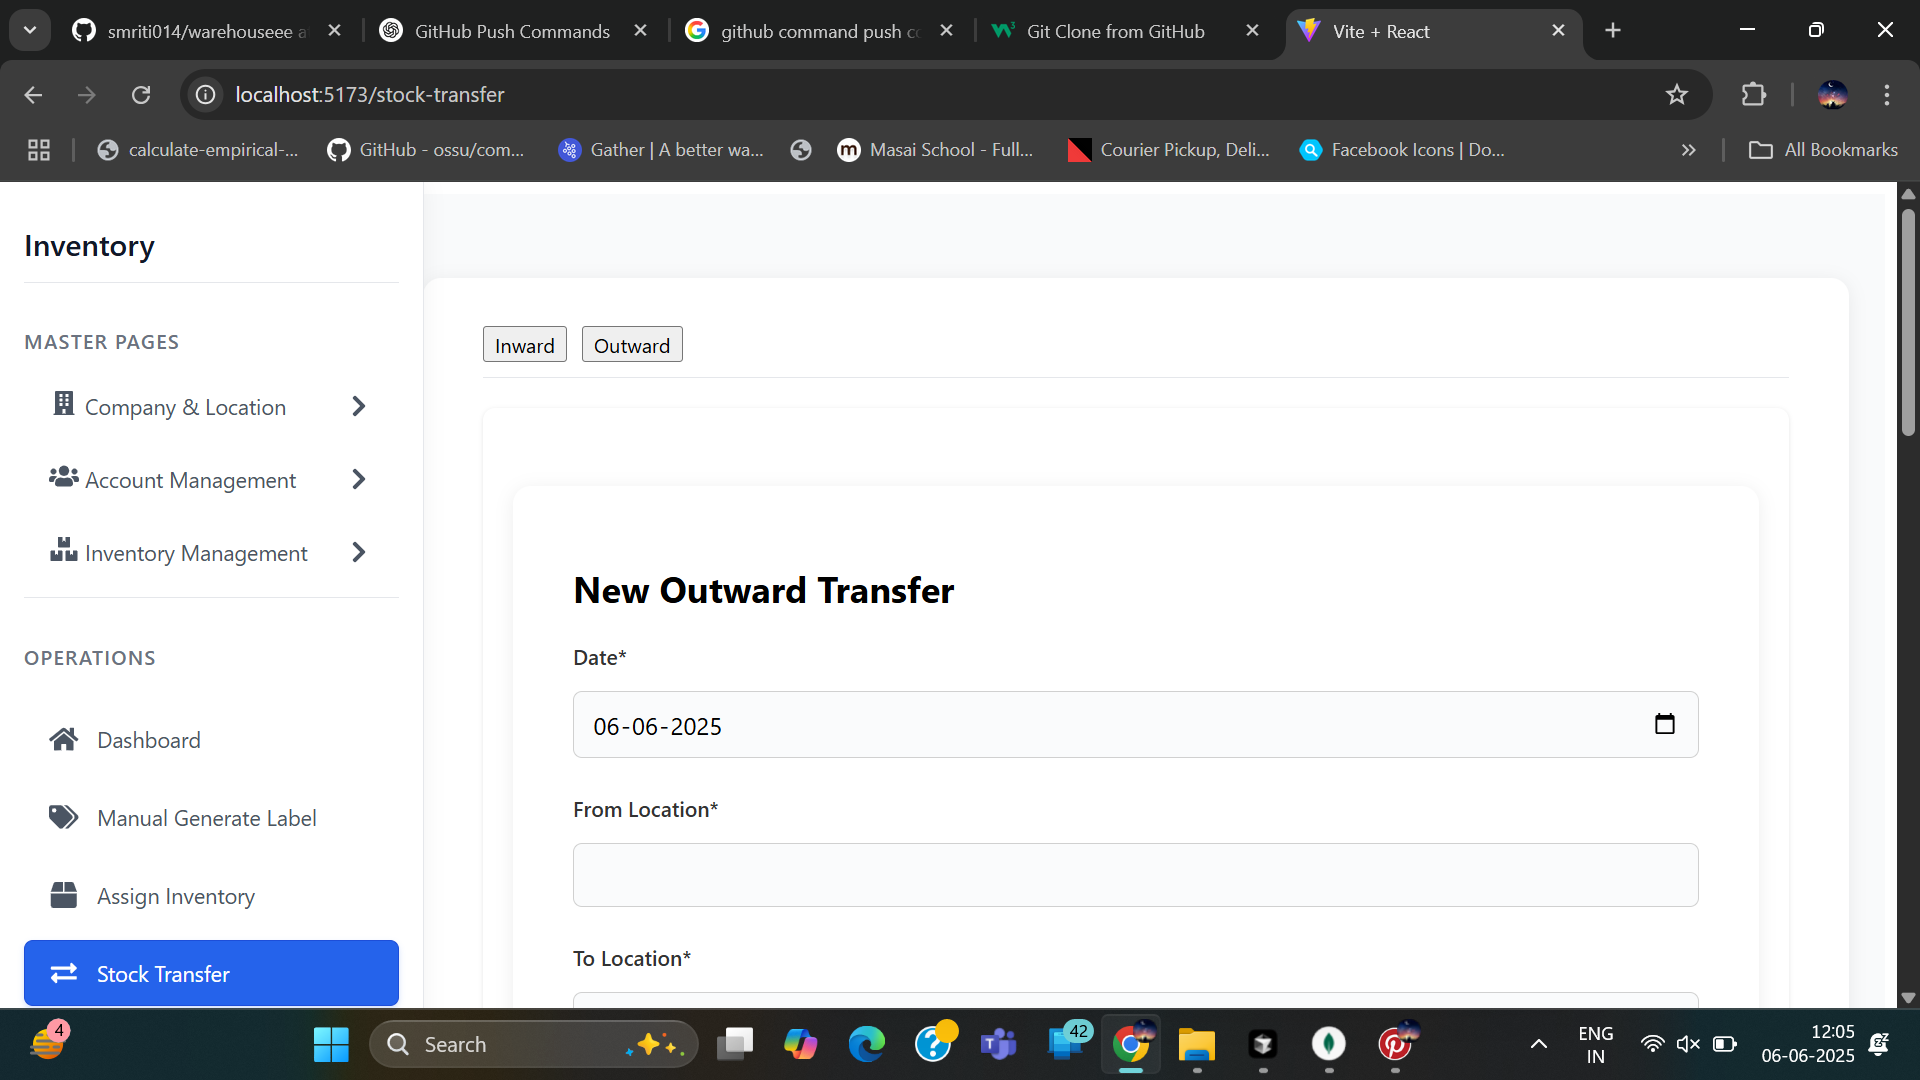 smriti014/warehouseee a
GitHub Push Commands
github command push co
Git Clone from GitHub
Vite + React
localhost:5173/stock-transfer
calculate-empirical-...
GitHub - ossu/com...
Gather | A better wa...
Masai School - Full...
Courier Pickup, Deli...
Facebook Icons | Do...
All Bookmarks
Inventory
MASTER PAGES
Company & Location
Account Management
Inventory Management
OPERATIONS
Dashboard
Manual Generate Label
Assign Inventory
Stock Transfer
Inward
Outward
New Outward Transfer
Date*
06-06-2025
From Location*
To Location*
4
Search
42
ENG
IN
12:05
06-06-2025